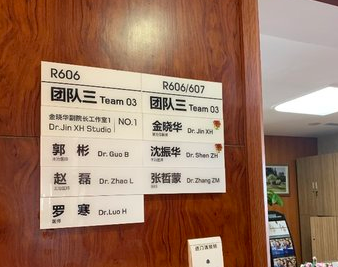 R606
团队三 Team 03
金晓华副院长工作室 NO.1
Dr.Jin XH Studio
郭 彬 Dr.Guo B
赵 磊 Dr.Zhao L
罗 寒 Dr.Luo H
R606/607
团队三 Team 03
金晓华 Dr.Jin XH
沈振华 Dr.Shen ZH
张哲蒙 Dr.Zhang ZM